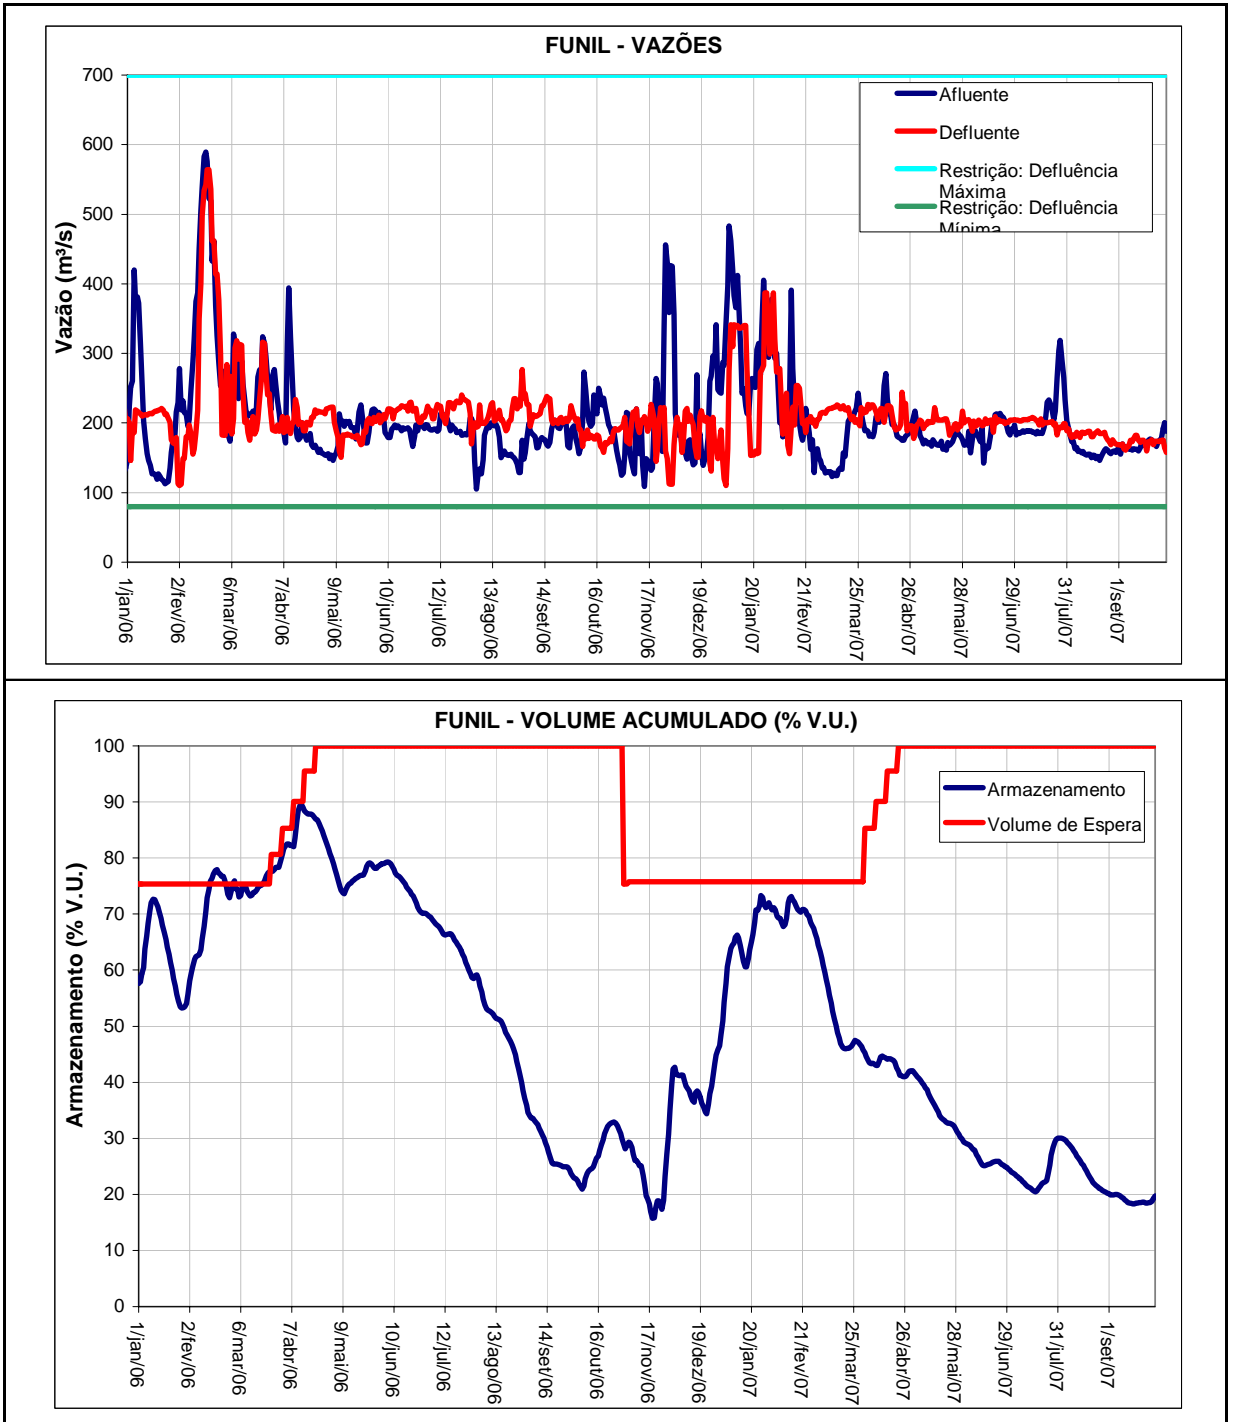 FUNIL - VAZÕES
Vazão (m³/s)
700
600
500
400
300
200
100
0
Afluente
Defluente
Restrição: Defluência
Máxima
Restrição: Defluência
Mínima
1/jan/06
2/fev/06
6/mar/06
7/abr/06
9/mai/06
10/jun/06
12/jul/06
13/ago/06
14/set/06
16/out/06
17/nov/06
19/dez/06
20/jan/07
21/fev/07
25/mar/07
26/abr/07
28/mai/07
29/jun/07
31/jul/07
1/set/07
FUNIL - VOLUME ACUMULADO (% V.U.)
Armazenamento (% V.U.)
100
90
80
70
60
50
40
30
20
10
0
Armazenamento
Volume de Espera
1/jan/06
2/fev/06
6/mar/06
7/abr/06
9/mai/06
10/jun/06
12/jul/06
13/ago/06
14/set/06
16/out/06
17/nov/06
19/dez/06
20/jan/07
21/fev/07
25/mar/07
26/abr/07
28/mai/07
29/jun/07
31/jul/07
1/set/07